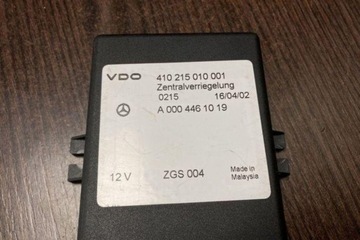 VDO 410 215 010 001
Zentralverriegelung
0215 16/04/02
A 000 446 10 19
12 V ZGS 004 Made in
Malaysia